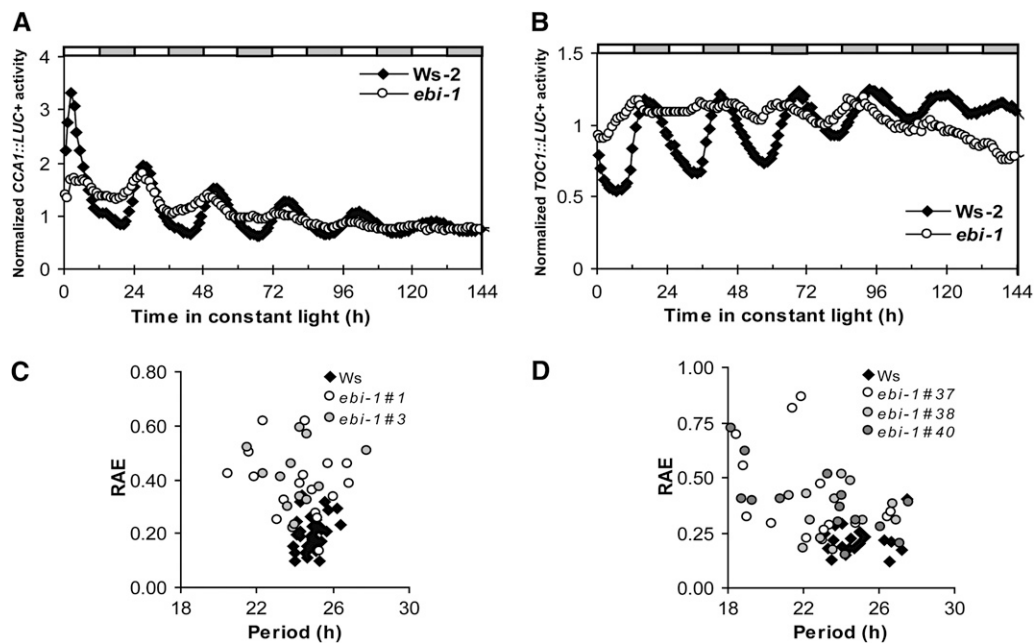 A
Normalized CCA1::LUC+ activity
4
3
2
1
0
Ws-2
ebi-1
0 24 48 72 96 120 144
Time in constant light (h)
B
Normalized TOC1::LUC+ activity
1.5
1
0.5
0
Ws-2
ebi-1
0 24 48 72 96 120 144
Time in constant light (h)
C
RAE
0.80
0.60
0.40
0.20
0.00
Ws
ebi-1#1
ebi-1#3
18 22 26 30
Period (h)
D
RAE
1.00
0.75
0.50
0.25
0.00
Ws
ebi-1#37
ebi-1#38
ebi-1#40
18 22 26 30
Period (h)